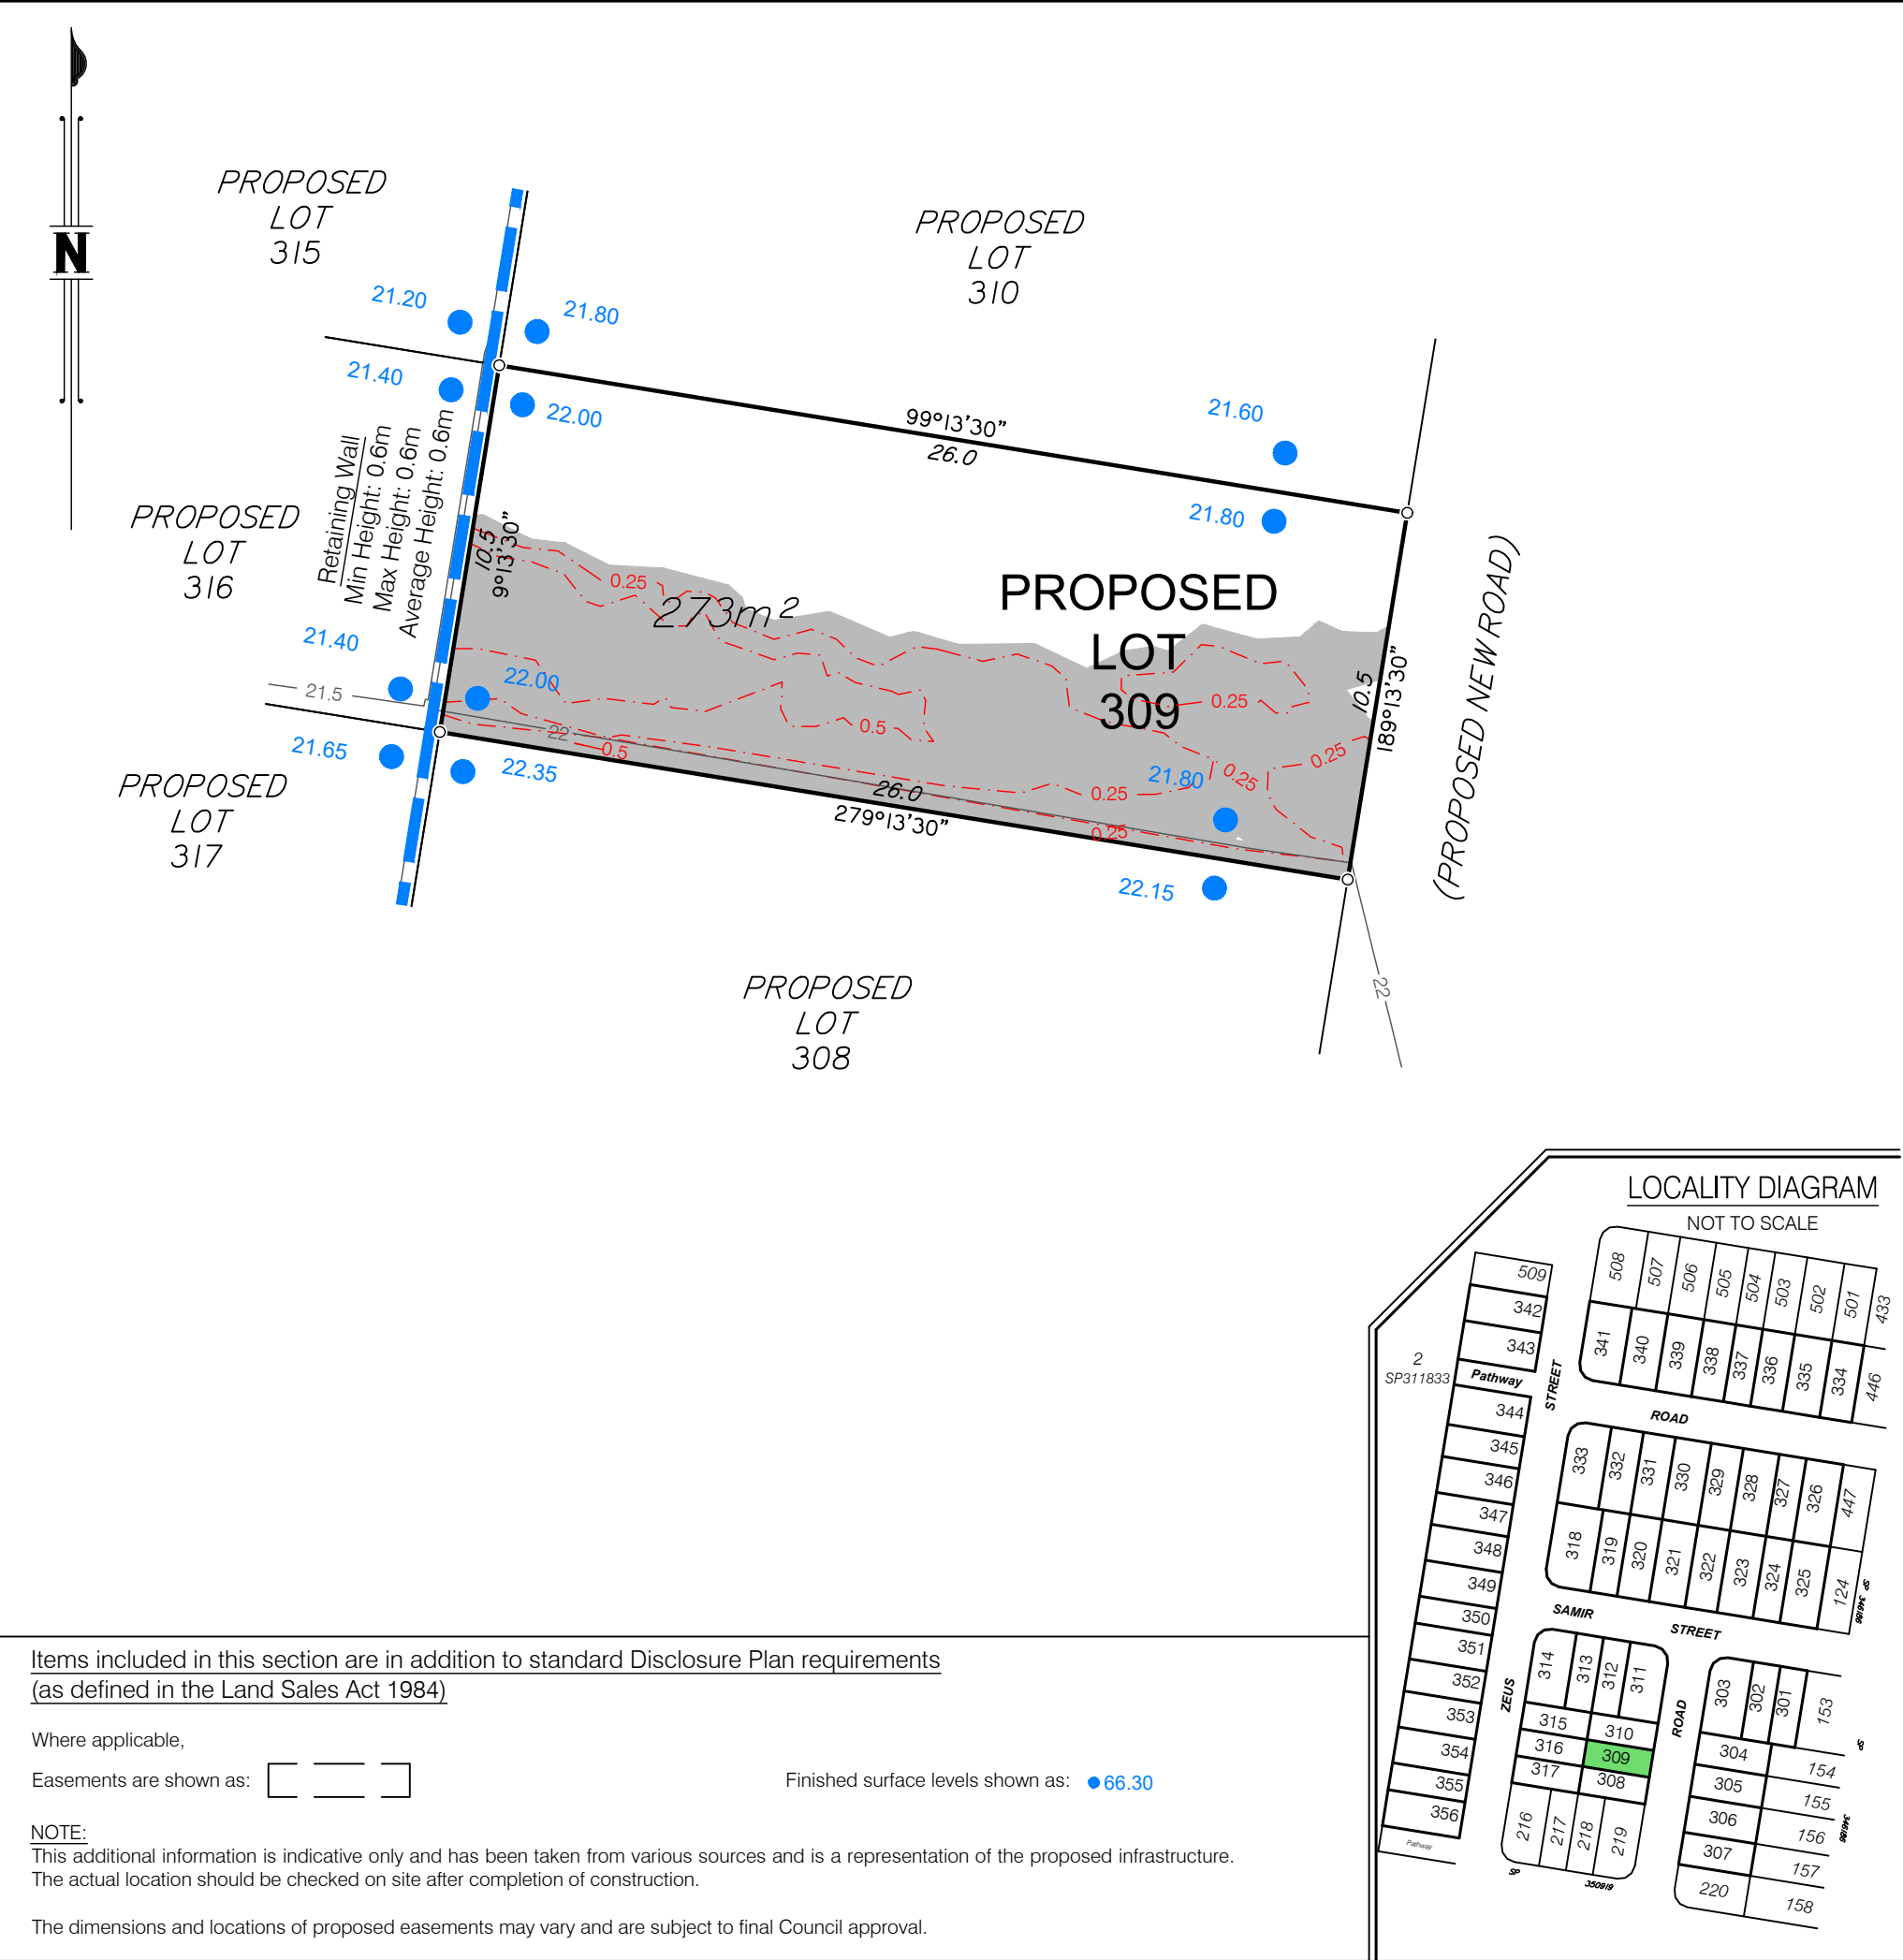 N
PROPOSED
LOT
315
PROPOSED
LOT
310
21.20
21.80
21.40
22.00
99°13'30"
26.0
21.60
21.80
Retaining Wall
Min Height: 0.6m
Max Height: 0.6m
Average Height: 0.6m
PROPOSED
LOT
316
10.5
9°13'30"
0.25
273m²
PROPOSED
LOT
309
(PROPOSED NEW ROAD)
21.40
22.00
21.5
0.5
0.25
10.5
189°13'30"
22
0.5
21.65
22.35
21.80
0.25
0.25
0.25
26.0
279°13'30"
0.25
22.15
PROPOSED
LOT
317
22
PROPOSED
LOT
308
LOCALITY DIAGRAM
NOT TO SCALE
509
342
343
Pathway
2
SP311833
STREET
508
507
506
505
504
503
502
501
433
341
340
339
338
337
336
335
334
446
ROAD
344
345
346
347
348
349
350
351
352
353
354
355
356
Pathway
333
332
331
330
329
328
327
326
447
318
319
320
321
322
323
324
325
124
SP 346186
SAMIR
STREET
ZEUS
314
313
312
311
315
310
316
309
317
308
216
217
218
219
SP
350919
ROAD
303
302
301
153
304
154
305
155
306
156
307
157
220
158
SP
346186
Items included in this section are in addition to standard Disclosure Plan requirements
(as defined in the Land Sales Act 1984)
Where applicable,
Easements are shown as:
Finished surface levels shown as: 66.30
NOTE:
This additional information is indicative only and has been taken from various sources and is a representation of the proposed infrastructure.
The actual location should be checked on site after completion of construction.
The dimensions and locations of proposed easements may vary and are subject to final Council approval.